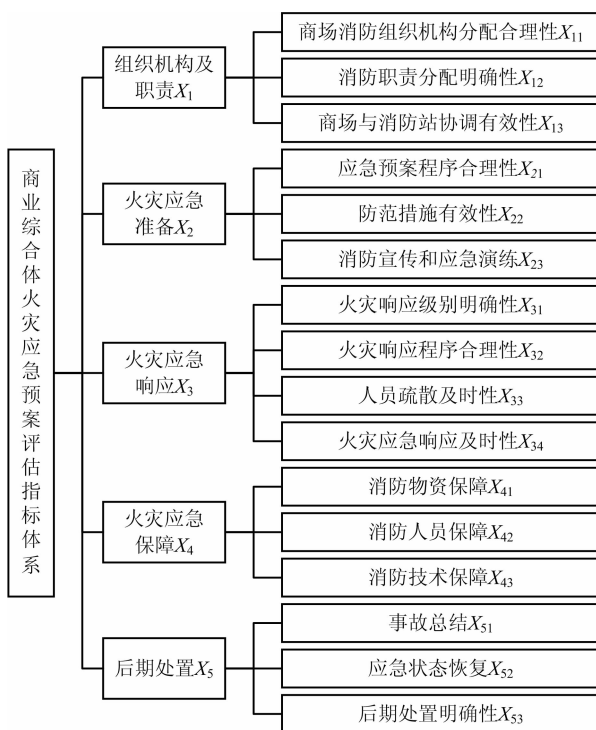 商业综合体火灾应急预案评估指标体系
组织机构及
职责X1
商场消防组织机构分配合理性X11
消防职责分配明确性X12
商场与消防站协调有效性X13
火灾应急
准备X2
应急预案程序合理性X21
防范措施有效性X22
消防宣传和应急演练X23
火灾应急
响应X3
火灾响应级别明确性X31
火灾响应程序合理性X32
人员疏散及时性X33
火灾应急响应及时性X34
火灾应急
保障X4
消防物资保障X41
消防人员保障X42
消防技术保障X43
后期处置X5
事故总结X51
应急状态恢复X52
后期处置明确性X53